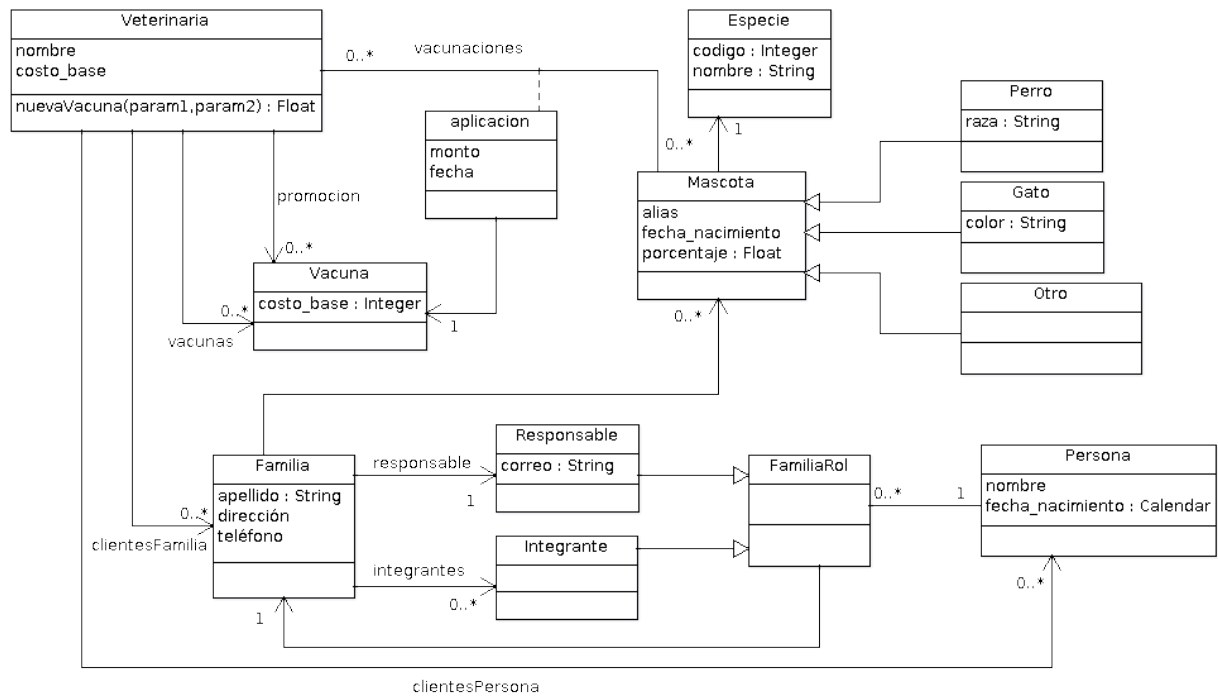 Veterinaria
nombre
costo_base
nuevaVacuna(param1,param2) : Float
0..*
vacunaciones
Especie
codigo : Integer
nombre : String
aplicacion
monto
fecha
1
0..*
Mascota
alias
fecha_nacimiento
porcentaje : Float
Perro
raza : String
Gato
color : String
Otro
promocion
0..*
Vacuna
costo_base : Integer
0..*
1
vacunas
0..*
Responsable
correo : String
responsable
1
Familia
apellido : String
dirección
teléfono
0..*
clientesFamilia
Integrante
integrantes
0..*
1
FamiliaRol
0..*
1
Persona
nombre
fecha_nacimiento : Calendar
0..*
clientesPersona